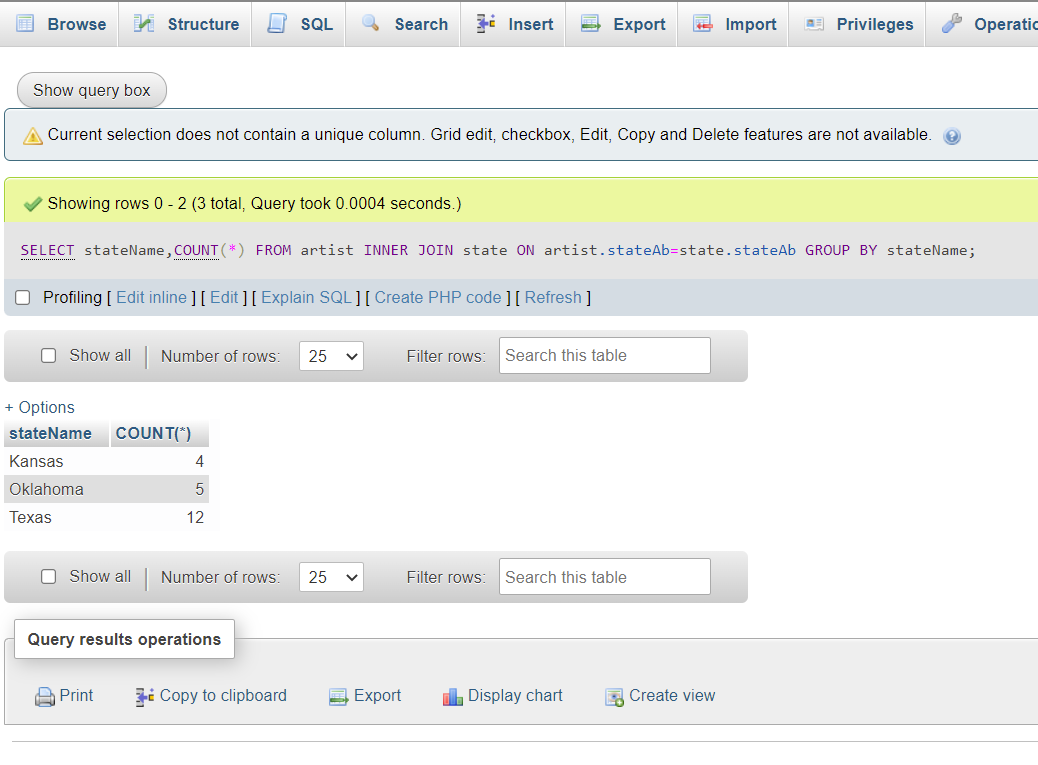 Browse Structure SQL Search Insert Export Import Privileges Operatio
Show query box
Current selection does not contain a unique column. Grid edit, checkbox, Edit, Copy and Delete features are not available.
Showing rows 0 - 2 (3 total, Query took 0.0004 seconds.)
SELECT stateName,COUNT(*) FROM artist INNER JOIN state ON artist.stateAb=state.stateAb GROUP BY stateName;
Profiling [ Edit inline ] [ Edit ] [ Explain SQL ] [ Create PHP code ] [ Refresh ]
Show all | Number of rows: 25 Filter rows: Search this table
+ Options
stateName COUNT(*)
Kansas 4
Oklahoma 5
Texas 12
Show all | Number of rows: 25 Filter rows: Search this table
Query results operations
Print Copy to clipboard Export Display chart Create view